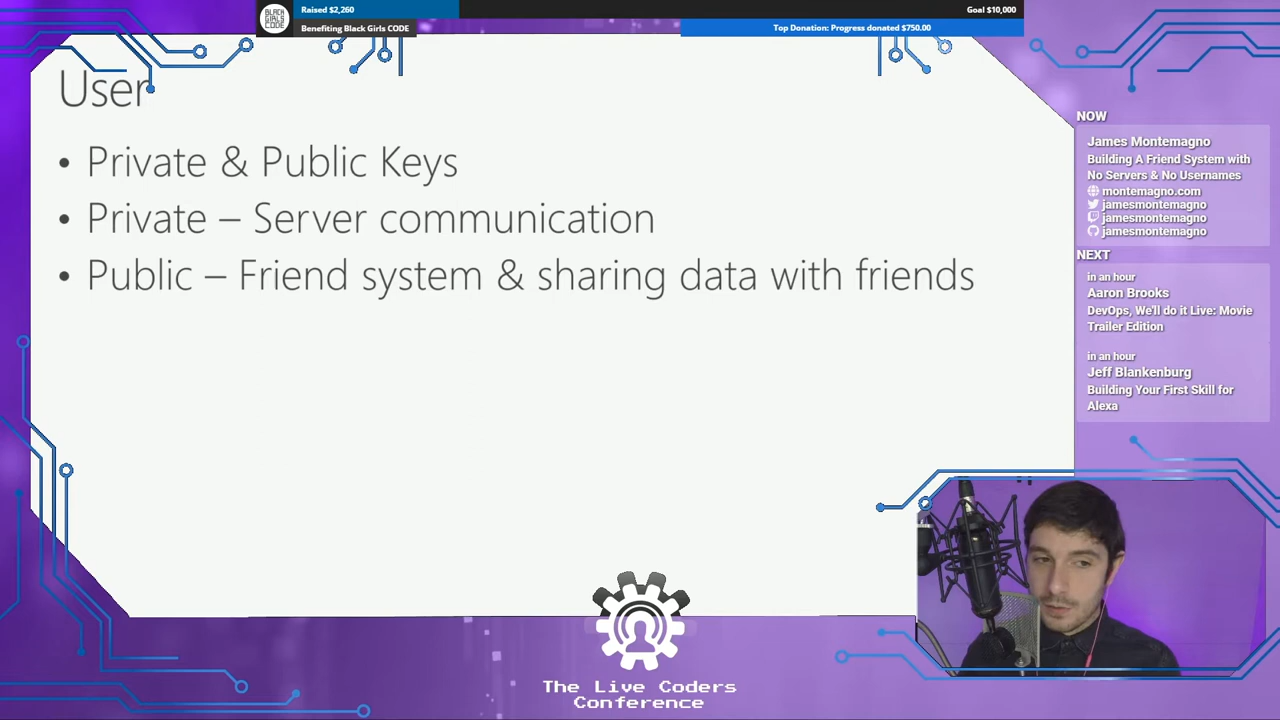 BLACK GIRLS CODE
Raised $2,260
Goal $10,000
Benefiting Black Girls CODE
Top Donation: Progress donated $750.00
User
• Private & Public Keys
• Private – Server communication
• Public – Friend system & sharing data with friends
NOW
James Montemagno
Building A Friend System with
No Servers & No Usernames
montemagno.com
jamesmontemagno
jamesmontemagno
jamesmontemagno
NEXT
in an hour
Aaron Brooks
DevOps, We'll do it Live: Movie
Trailer Edition
in an hour
Jeff Blankenburg
Building Your First Skill for
Alexa
The Live Coders
Conference